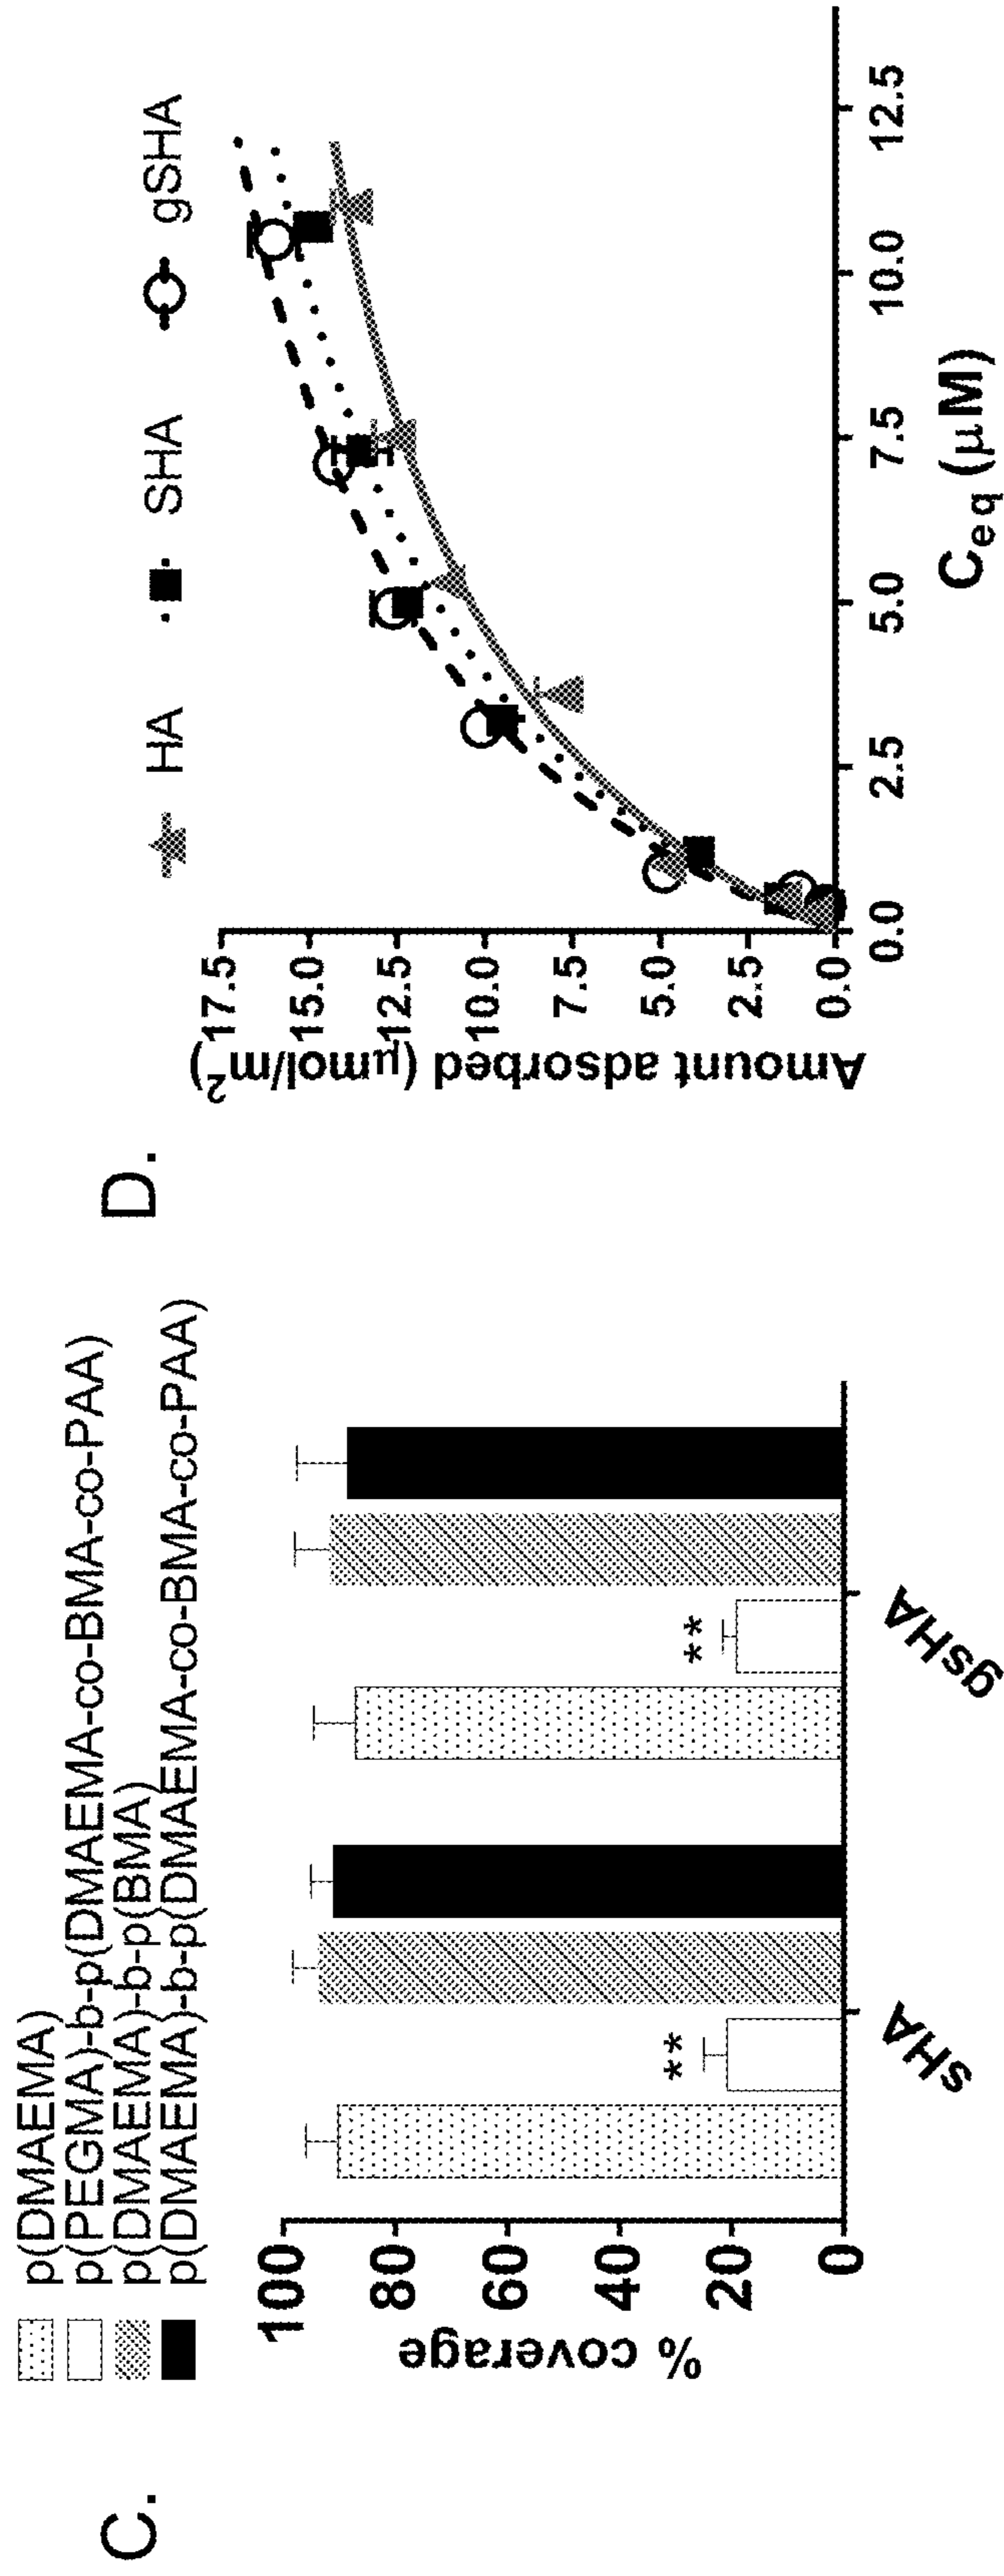 C.
p(DMAEMA)
p(PEGMA)-b-p(DMAEMA-co-BMA-co-PAA)
p(DMAEMA)-b-p(BMA)
p(DMAEMA)-b-p(DMAEMA-co-BMA-co-PAA)
% coverage
100
80
60
40
20
0
**
**
sHA
gsHA
D.
HA
SHA
gSHA
Amount adsorbed (µmol/m²)
17.5
15.0
12.5
10.0
7.5
5.0
2.5
0.0
0.0
2.5
5.0
7.5
10.0
12.5
Ceq (µM)